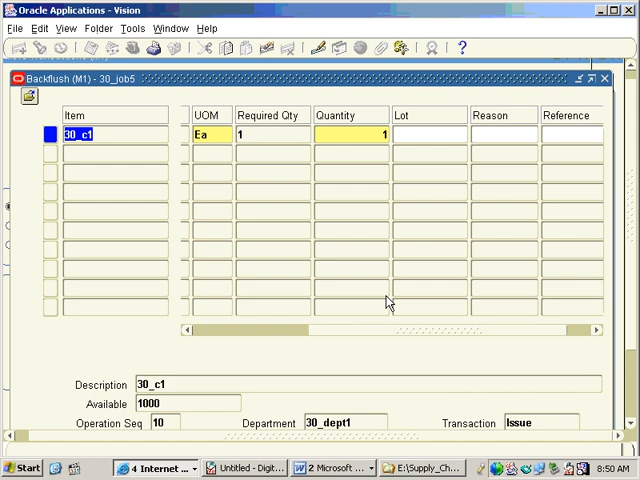 Oracle Applications - Vision
File Edit View Folder Tools Window Help
Backflush (M1) - 30_job5
Item UOM Required Qty Quantity Lot Reason Reference
30_c1 Ea 1 1
Description 30_c1
Available 1000
Operation Seq 10 Department 30_dept1 Transaction Issue
Start 4 Internet ... Untitled - Digit... 2 Microsoft ... E:\Supply_Ch... 8:50 AM